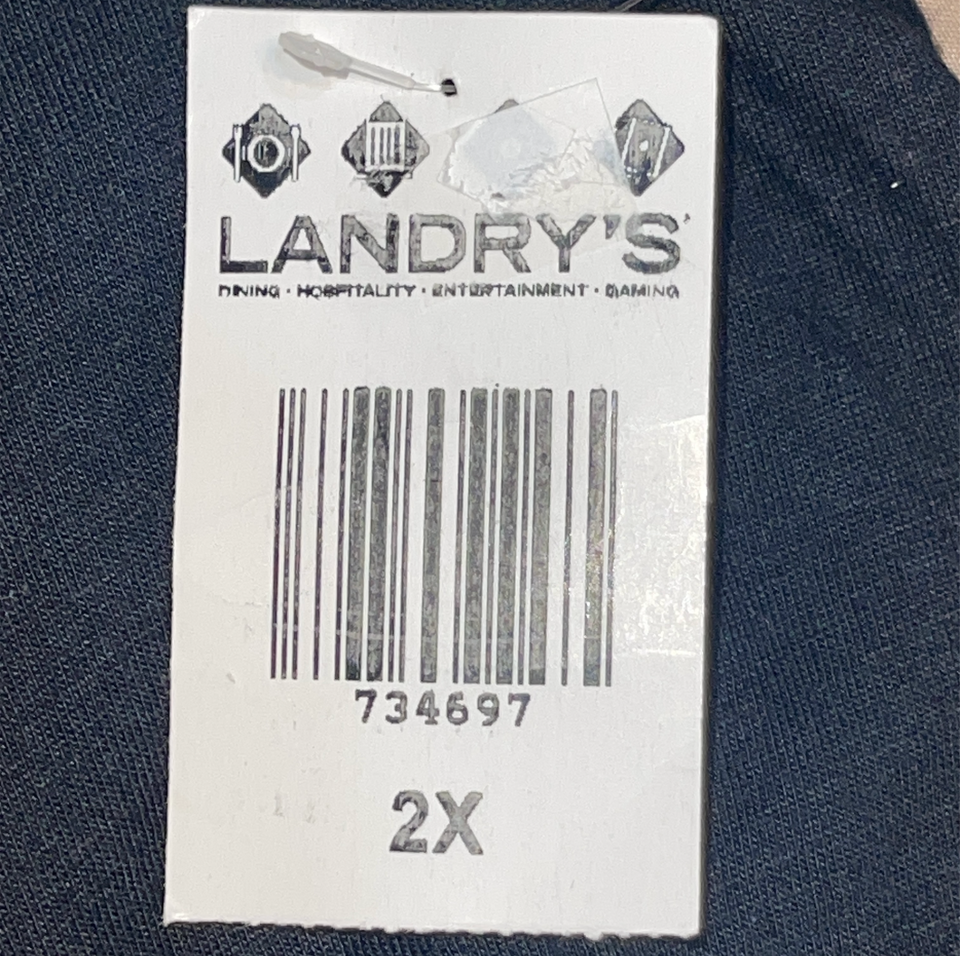 LANDRY'S
DINING · HOSPITALITY · ENTERTAINMENT · GAMING
734697
2X